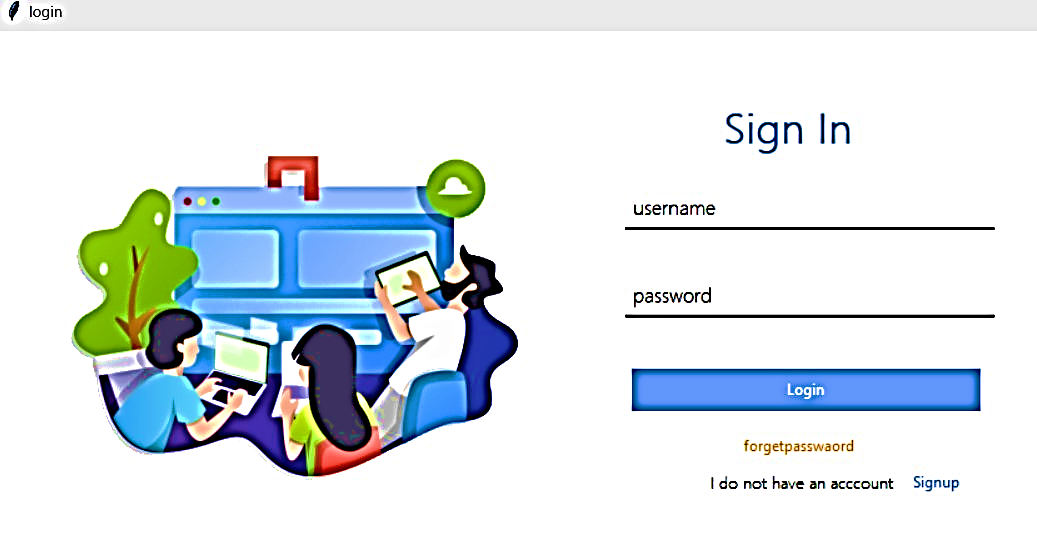 login
Sign In
username
password
Login
forgetpasswaord
I do not have an acccount Signup